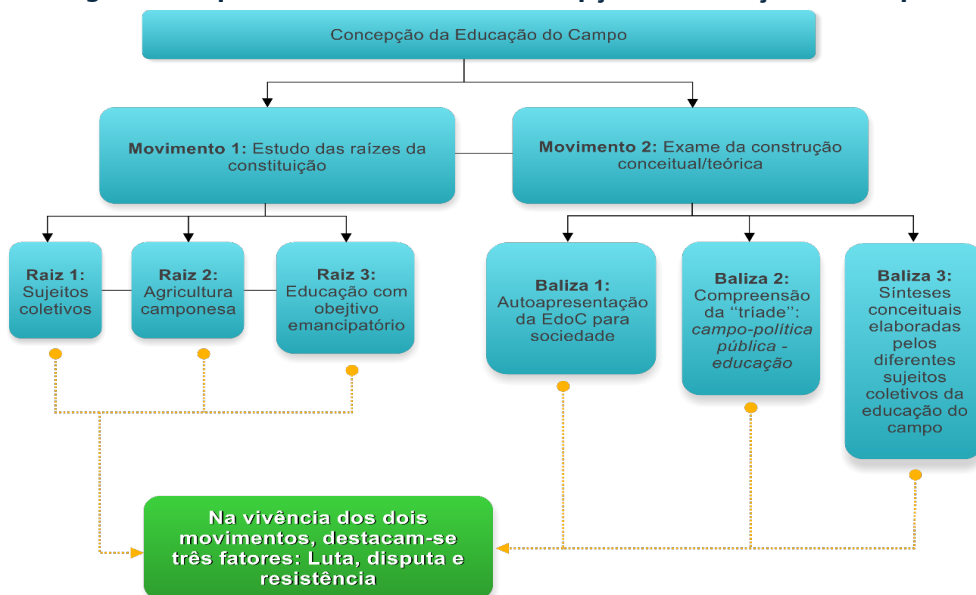 Concepção da Educação do Campo
Movimento 1: Estudo das raízes da
constituição
Movimento 2: Exame da construção
conceitual/teórica
Raiz 1:
Sujeitos
coletivos
Raiz 2:
Agricultura
camponesa
Raiz 3:
Educação com
obejtivo
emancipatório
Baliza 1:
Autoapresentação
da EdoC para
sociedade
Baliza 2:
Compreensão
da “tríade”:
campo-política
pública -
educação
Baliza 3:
Sínteses
conceituais
elaboradas
pelos
diferentes
sujeitos
coletivos da
educação do
campo
Na vivência dos dois
movimentos, destacam-se
três fatores: Luta, disputa e
resistência